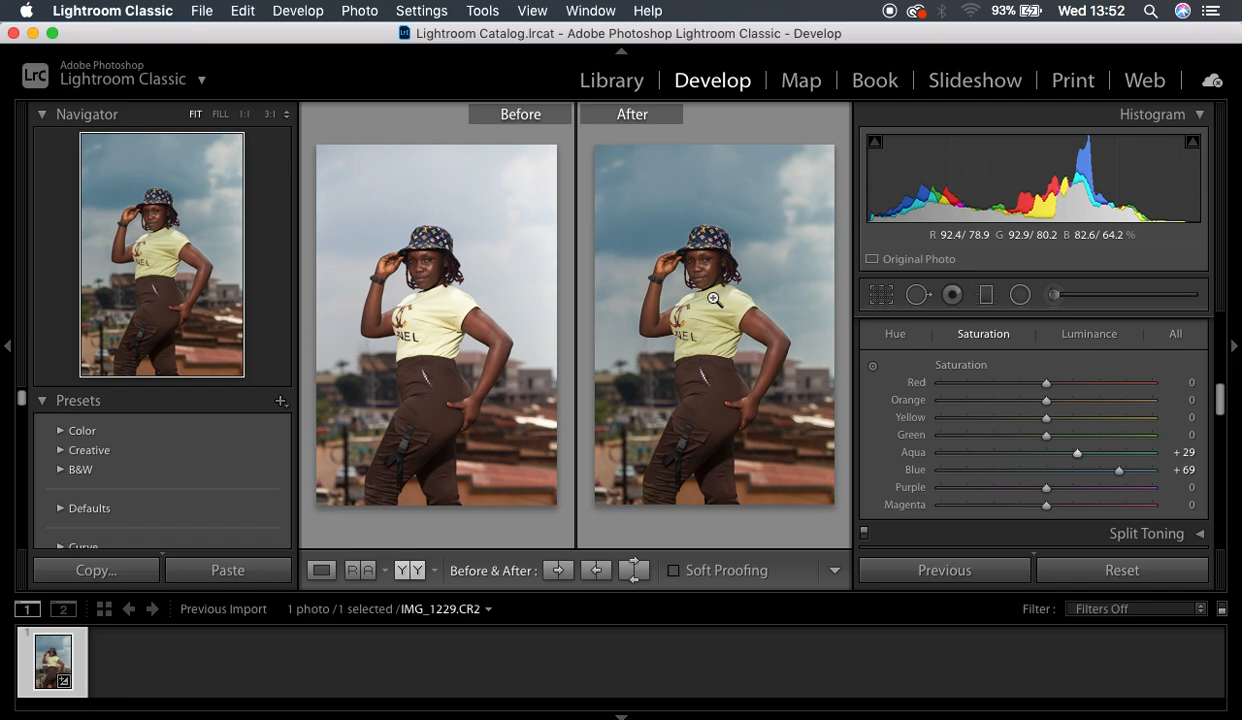 Lightroom Classic File Edit Develop Photo Settings Tools View Window Help 93% Wed 13:52
Lightroom Catalog.lrcat - Adobe Photoshop Lightroom Classic - Develop
LrC Adobe Photoshop
Lightroom Classic
Library Develop Map Book Slideshow Print Web
Navigator FIT FILL 1:1 3:1
Before After
Histogram
R 92.4/ 78.9 G 92.9/ 80.2 B 82.6/ 64.2 %
Original Photo
Hue Saturation Luminance All
Saturation
Red 0
Orange 0
Yellow 0
Green 0
Aqua + 29
Blue + 69
Purple 0
Magenta 0
Split Toning
Presets
Color
Creative
B&W
Defaults
Curve
Copy... Paste
R A Y Y Before & After : Soft Proofing
Previous Reset
1 2 Previous Import 1 photo /1 selected /IMG_1229.CR2 Filter : Filters Off
1